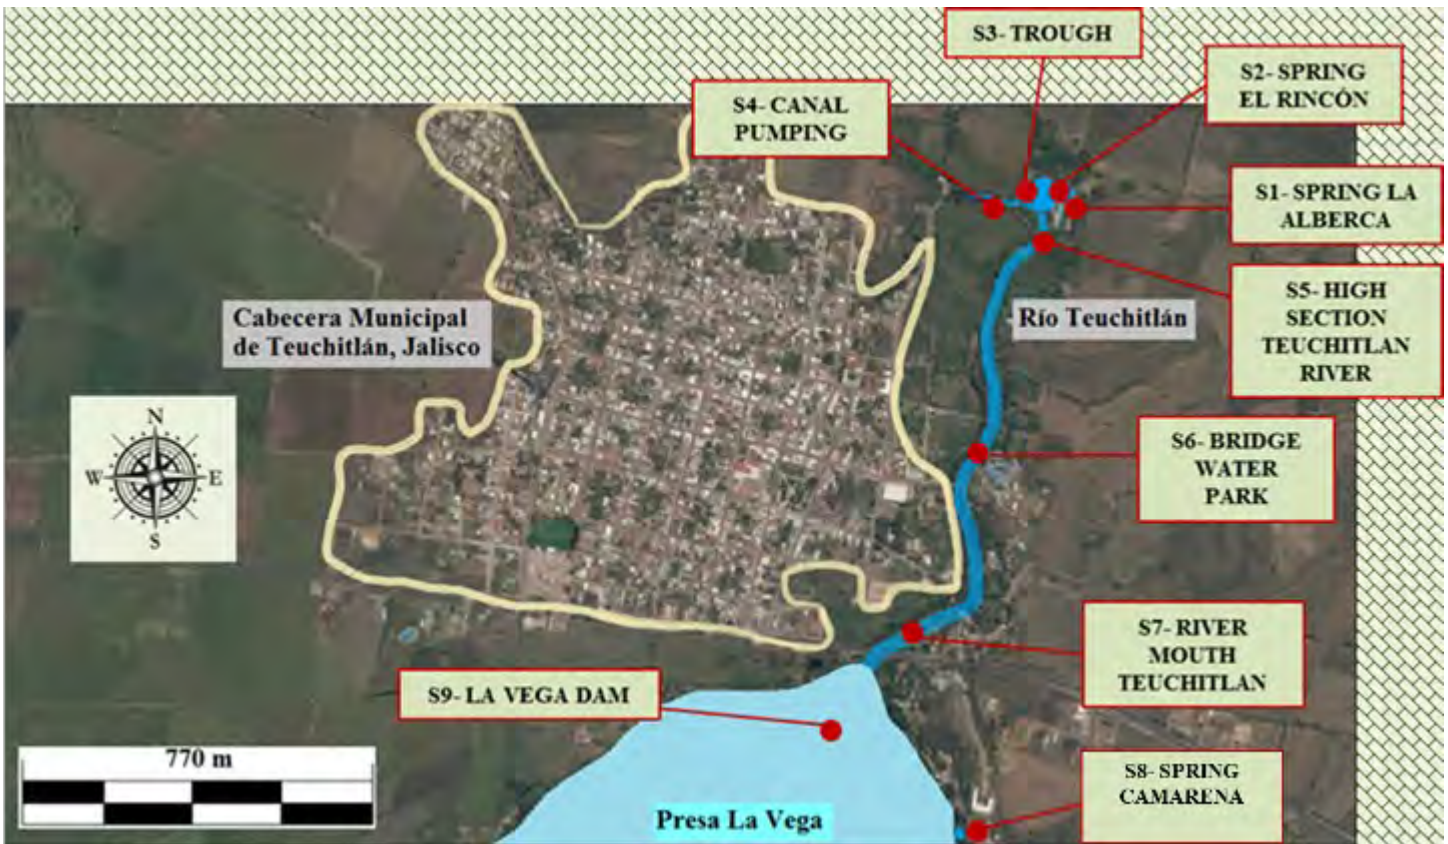 S3- TROUGH
S2- SPRING
EL RINCÓN
S4- CANAL
PUMPING
S1- SPRING LA
ALBERCA
S5- HIGH
SECTION
TEUCHITLAN
RIVER
Río Teuchitlán
Cabecera Municipal
de Teuchitlán, Jalisco
N
W
E
S
S6- BRIDGE
WATER
PARK
S7- RIVER
MOUTH
TEUCHITLAN
S9- LA VEGA DAM
770 m
S8- SPRING
CAMARENA
Presa La Vega